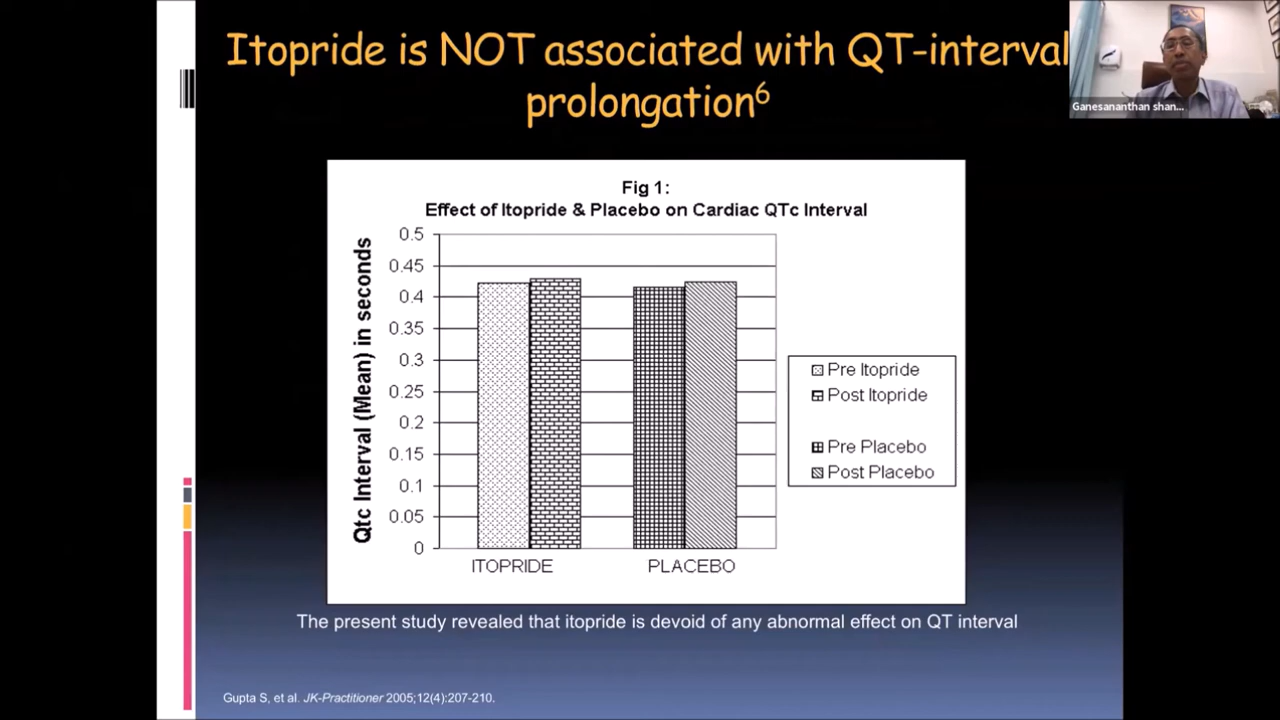 Itopride is NOT associated with QT-interval
prolongation6
Ganesananthan shan...
Fig 1:
Effect of Itopride & Placebo on Cardiac QTc Interval
Qtc Interval (Mean) in seconds
0.5
0.45
0.4
0.35
0.3
0.25
0.2
0.15
0.1
0.05
0
ITOPRIDE
PLACEBO
Pre Itopride
Post Itopride
Pre Placebo
Post Placebo
The present study revealed that itopride is devoid of any abnormal effect on QT interval
Gupta S, et al. JK-Practitioner 2005;12(4):207-210.